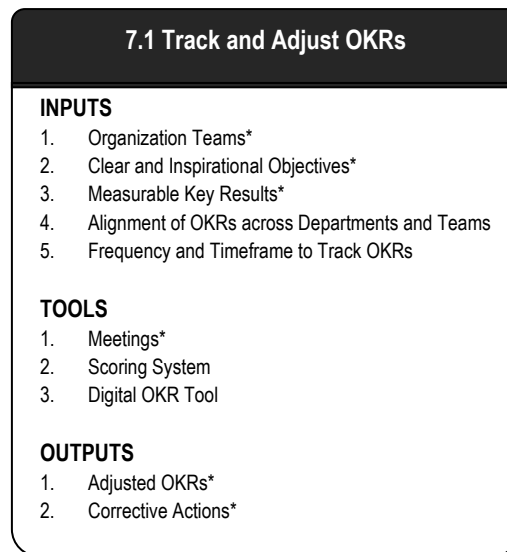 7.1 Track and Adjust OKRs
INPUTS
1. Organization Teams*
2. Clear and Inspirational Objectives*
3. Measurable Key Results*
4. Alignment of OKRs across Departments and Teams
5. Frequency and Timeframe to Track OKRs
TOOLS
1. Meetings*
2. Scoring System
3. Digital OKR Tool
OUTPUTS
1. Adjusted OKRs*
2. Corrective Actions*